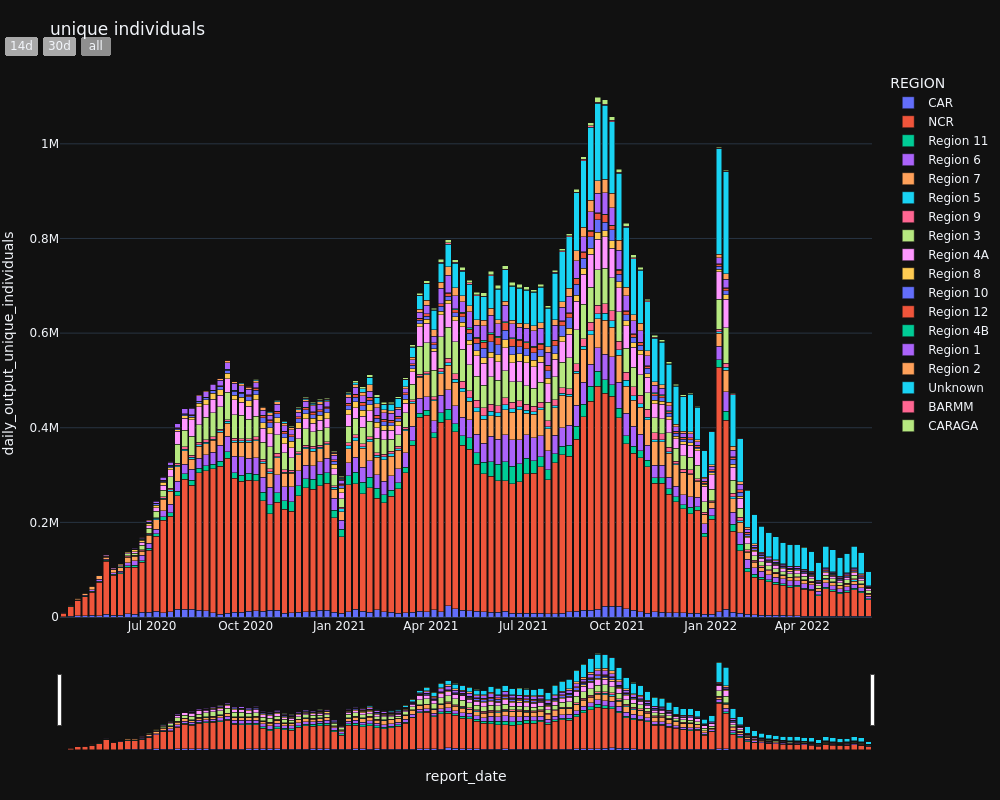 unique individuals
14d 30d all
REGION
CAR
NCR
Region 11
Region 6
Region 7
Region 5
Region 9
Region 3
Region 4A
Region 8
Region 10
Region 12
Region 4B
Region 1
Region 2
Unknown
BARMM
CARAGA
daily_output_unique_individuals
1M
0.8M
0.6M
0.4M
0.2M
0
Jul 2020 Oct 2020 Jan 2021 Apr 2021 Jul 2021 Oct 2021 Jan 2022 Apr 2022
report_date